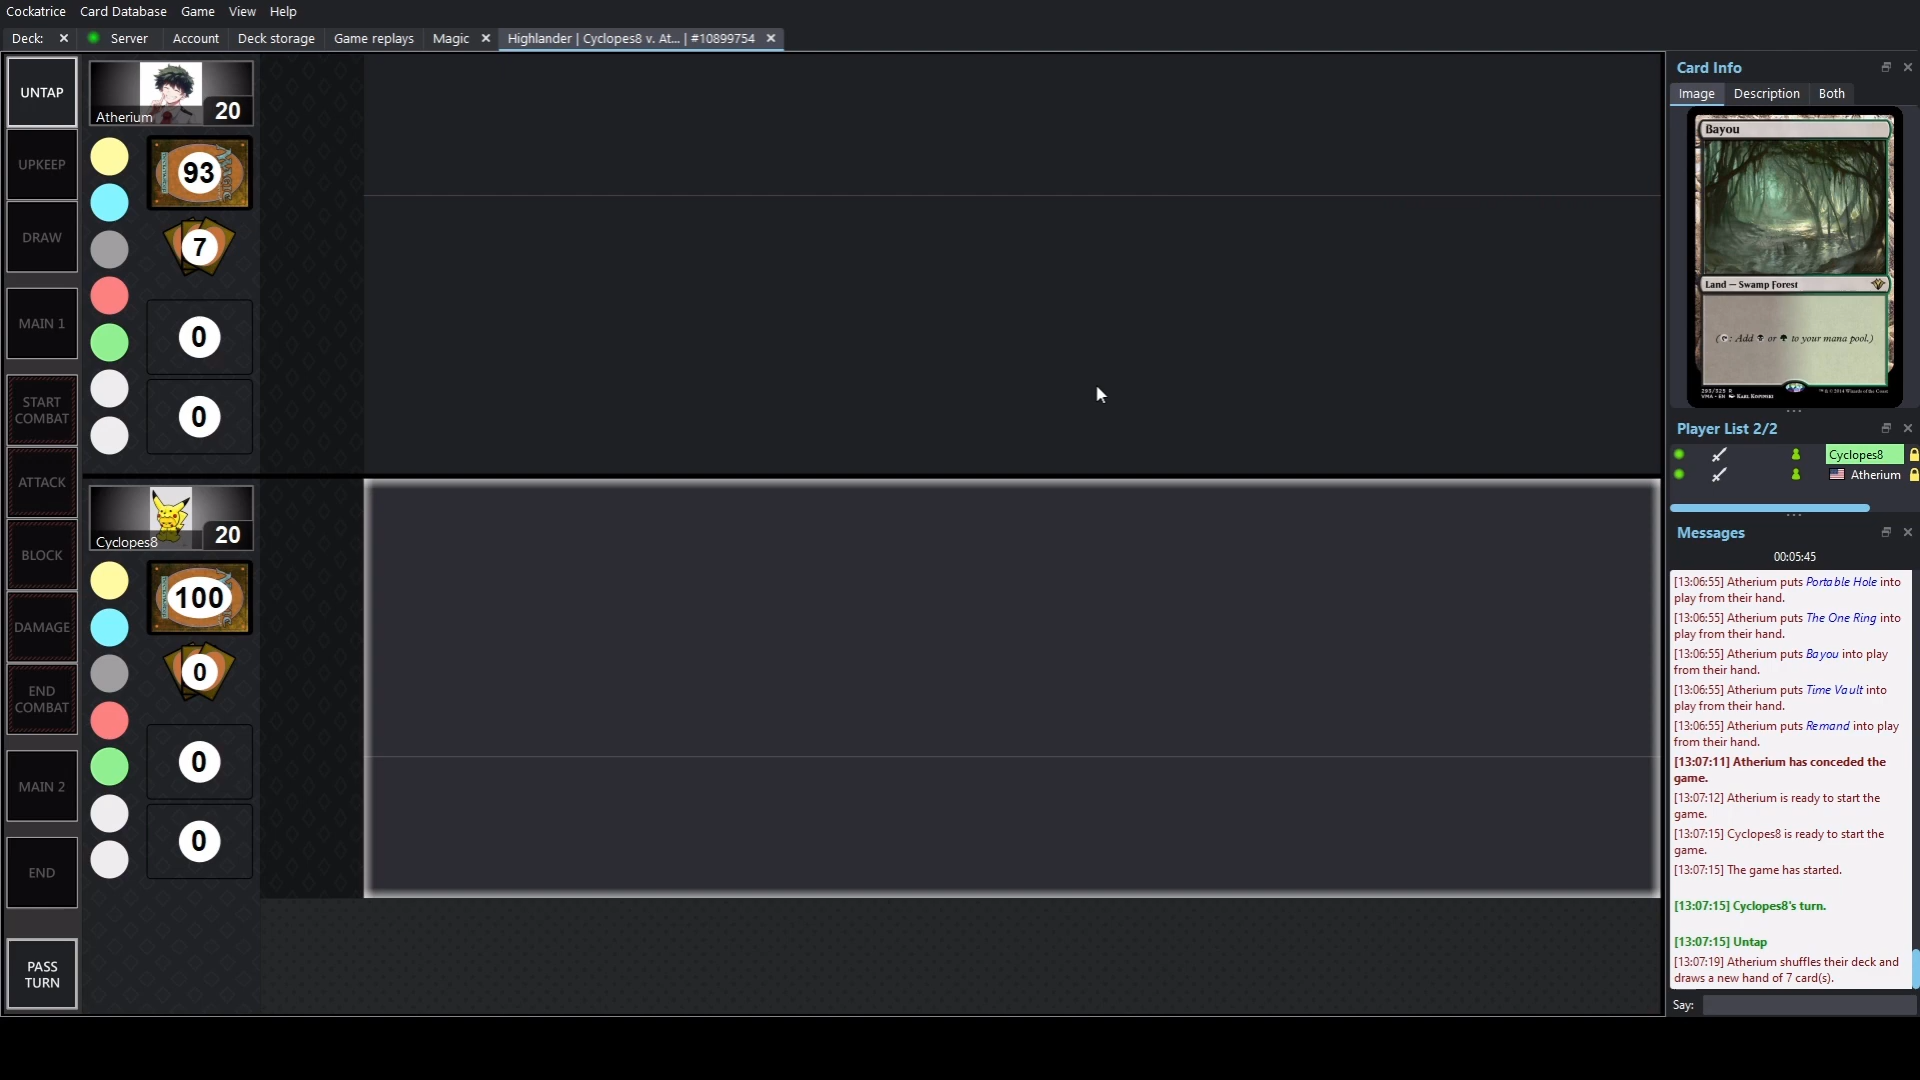 Cockatrice Card Database Game View Help
Deck: Server Account Deck storage Game replays Magic Highlander | Cyclopes8 v. At... | #10899754
UNTAP
UPKEEP
DRAW
MAIN 1
START
COMBAT
ATTACK
BLOCK
DAMAGE
END
COMBAT
MAIN 2
END
PASS
TURN
Atherium 20
93
7
0
0
Cyclopes8 20
100
0
0
0
Card Info
Image Description Both
Bayou
Land — Swamp Forest
: Add or to your mana pool.)
Player List 2/2
Cyclopes8
Atherium
Messages
00:05:45
[13:06:55] Atherium puts Portable Hole into
play from their hand.
[13:06:55] Atherium puts The One Ring into
play from their hand.
[13:06:55] Atherium puts Bayou into play
from their hand.
[13:06:55] Atherium puts Time Vault into
play from their hand.
[13:06:55] Atherium puts Remand into play
from their hand.
[13:07:11] Atherium has conceded the
game.
[13:07:12] Atherium is ready to start the
game.
[13:07:15] Cyclopes8 is ready to start the
game.
[13:07:15] The game has started.
[13:07:15] Cyclopes8's turn.
[13:07:15] Untap
[13:07:19] Atherium shuffles their deck and
draws a new hand of 7 card(s).
Say: